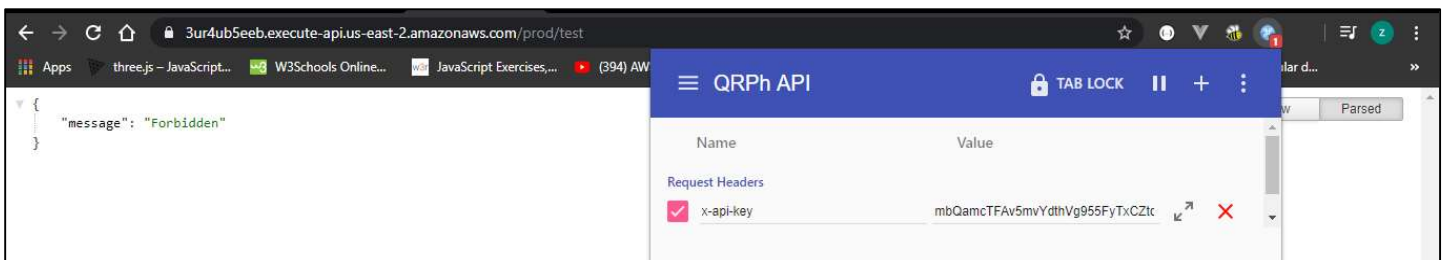 3ur4ub5eeb.execute-api.us-east-2.amazonaws.com/prod/test
Apps three.js – JavaScript... W3Schools Online... JavaScript Exercises,... (394) AW
lar d... »
QRPh API TAB LOCK
Parsed
{
"message": "Forbidden"
}
Name Value
Request Headers
x-api-key mbQamcTFAv5mvYdthVg955FyTxCZtc